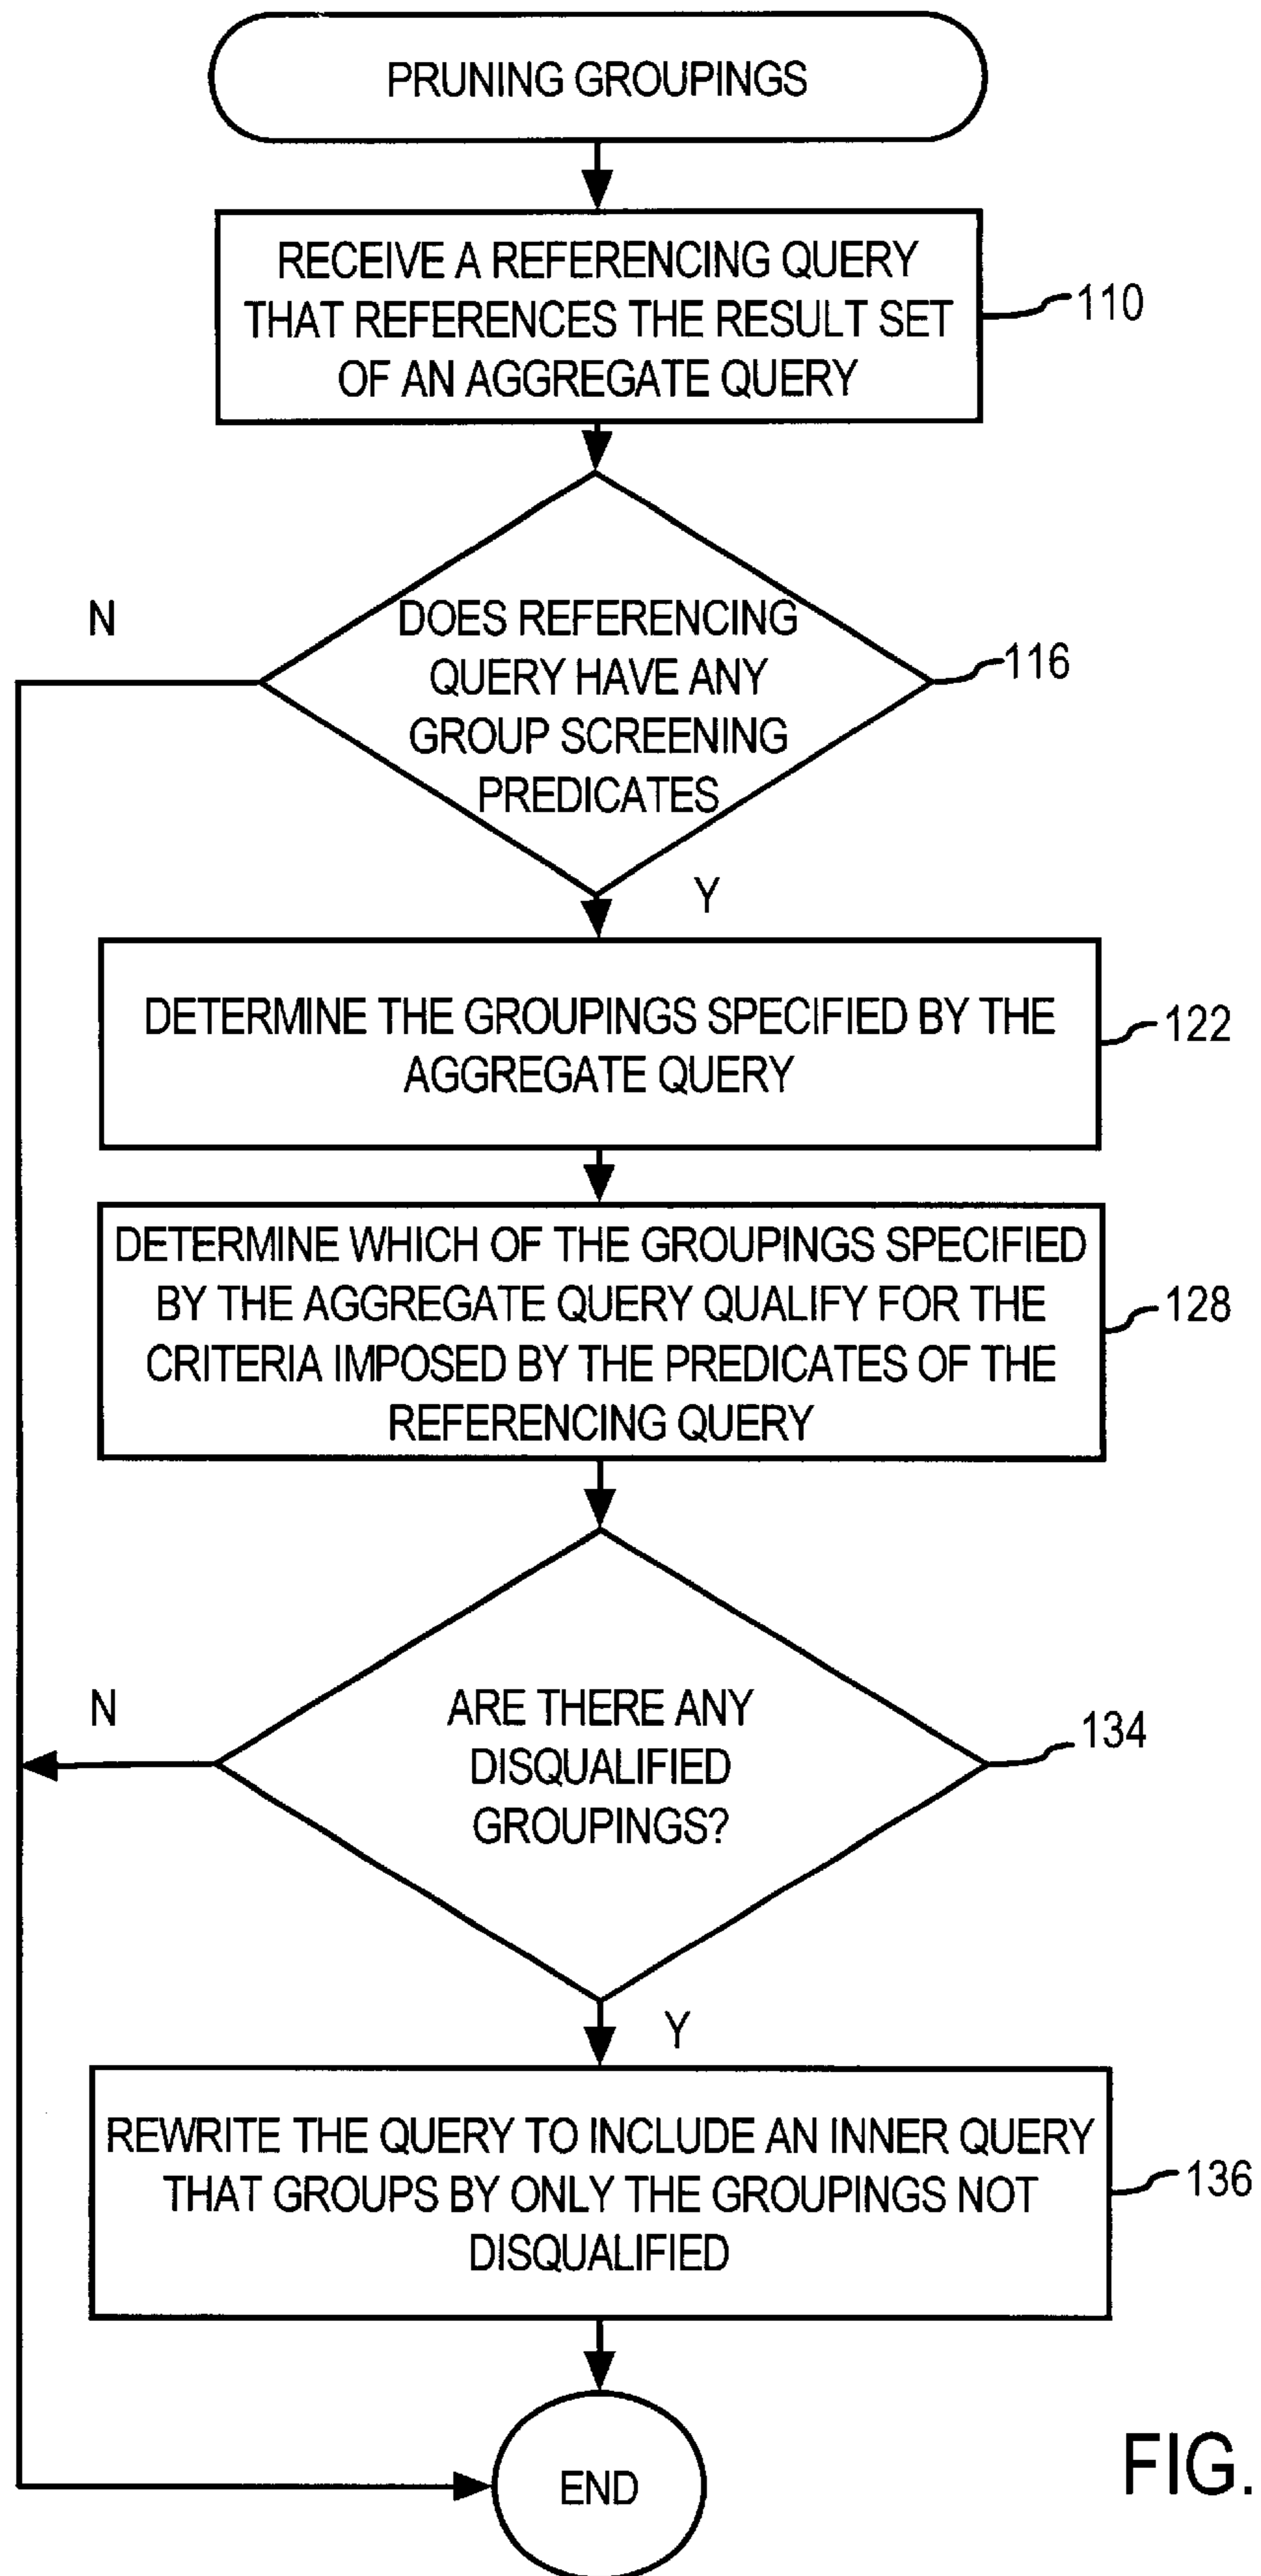 PRUNING GROUPINGS
RECEIVE A REFERENCING QUERY
THAT REFERENCES THE RESULT SET
OF AN AGGREGATE QUERY
110
N
DOES REFERENCING
QUERY HAVE ANY
GROUP SCREENING
PREDICATES
116
Y
DETERMINE THE GROUPINGS SPECIFIED BY THE
AGGREGATE QUERY
122
DETERMINE WHICH OF THE GROUPINGS SPECIFIED
BY THE AGGREGATE QUERY QUALIFY FOR THE
CRITERIA IMPOSED BY THE PREDICATES OF THE
REFERENCING QUERY
128
N
ARE THERE ANY
DISQUALIFIED
GROUPINGS?
134
Y
REWRITE THE QUERY TO INCLUDE AN INNER QUERY
THAT GROUPS BY ONLY THE GROUPINGS NOT
DISQUALIFIED
136
END
FIG.